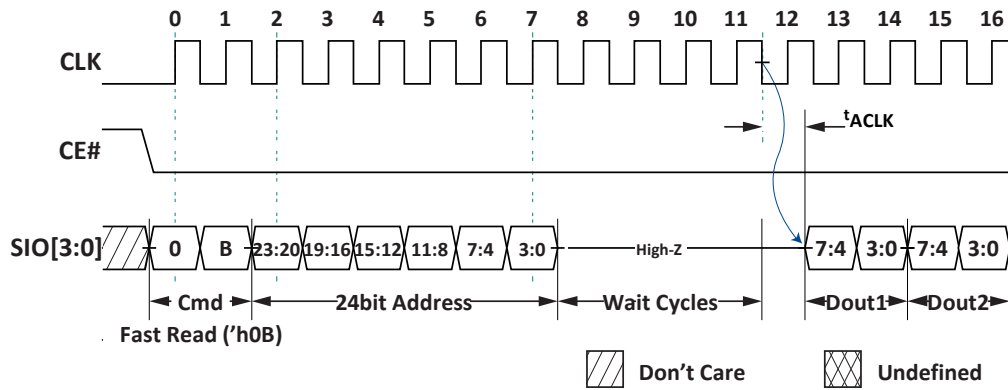 0 1 2 3 4 5 6 7 8 9 10 11 12 13 14 15 16
CLK
tACLK
CE#
SIO[3:0] 0 B 23:20 19:16 15:12 11:8 7:4 3:0 High-Z 7:4 3:0 7:4 3:0
Cmd 24bit Address Wait Cycles Dout1 Dout2
Fast Read ('h0B)
Don't Care Undefined